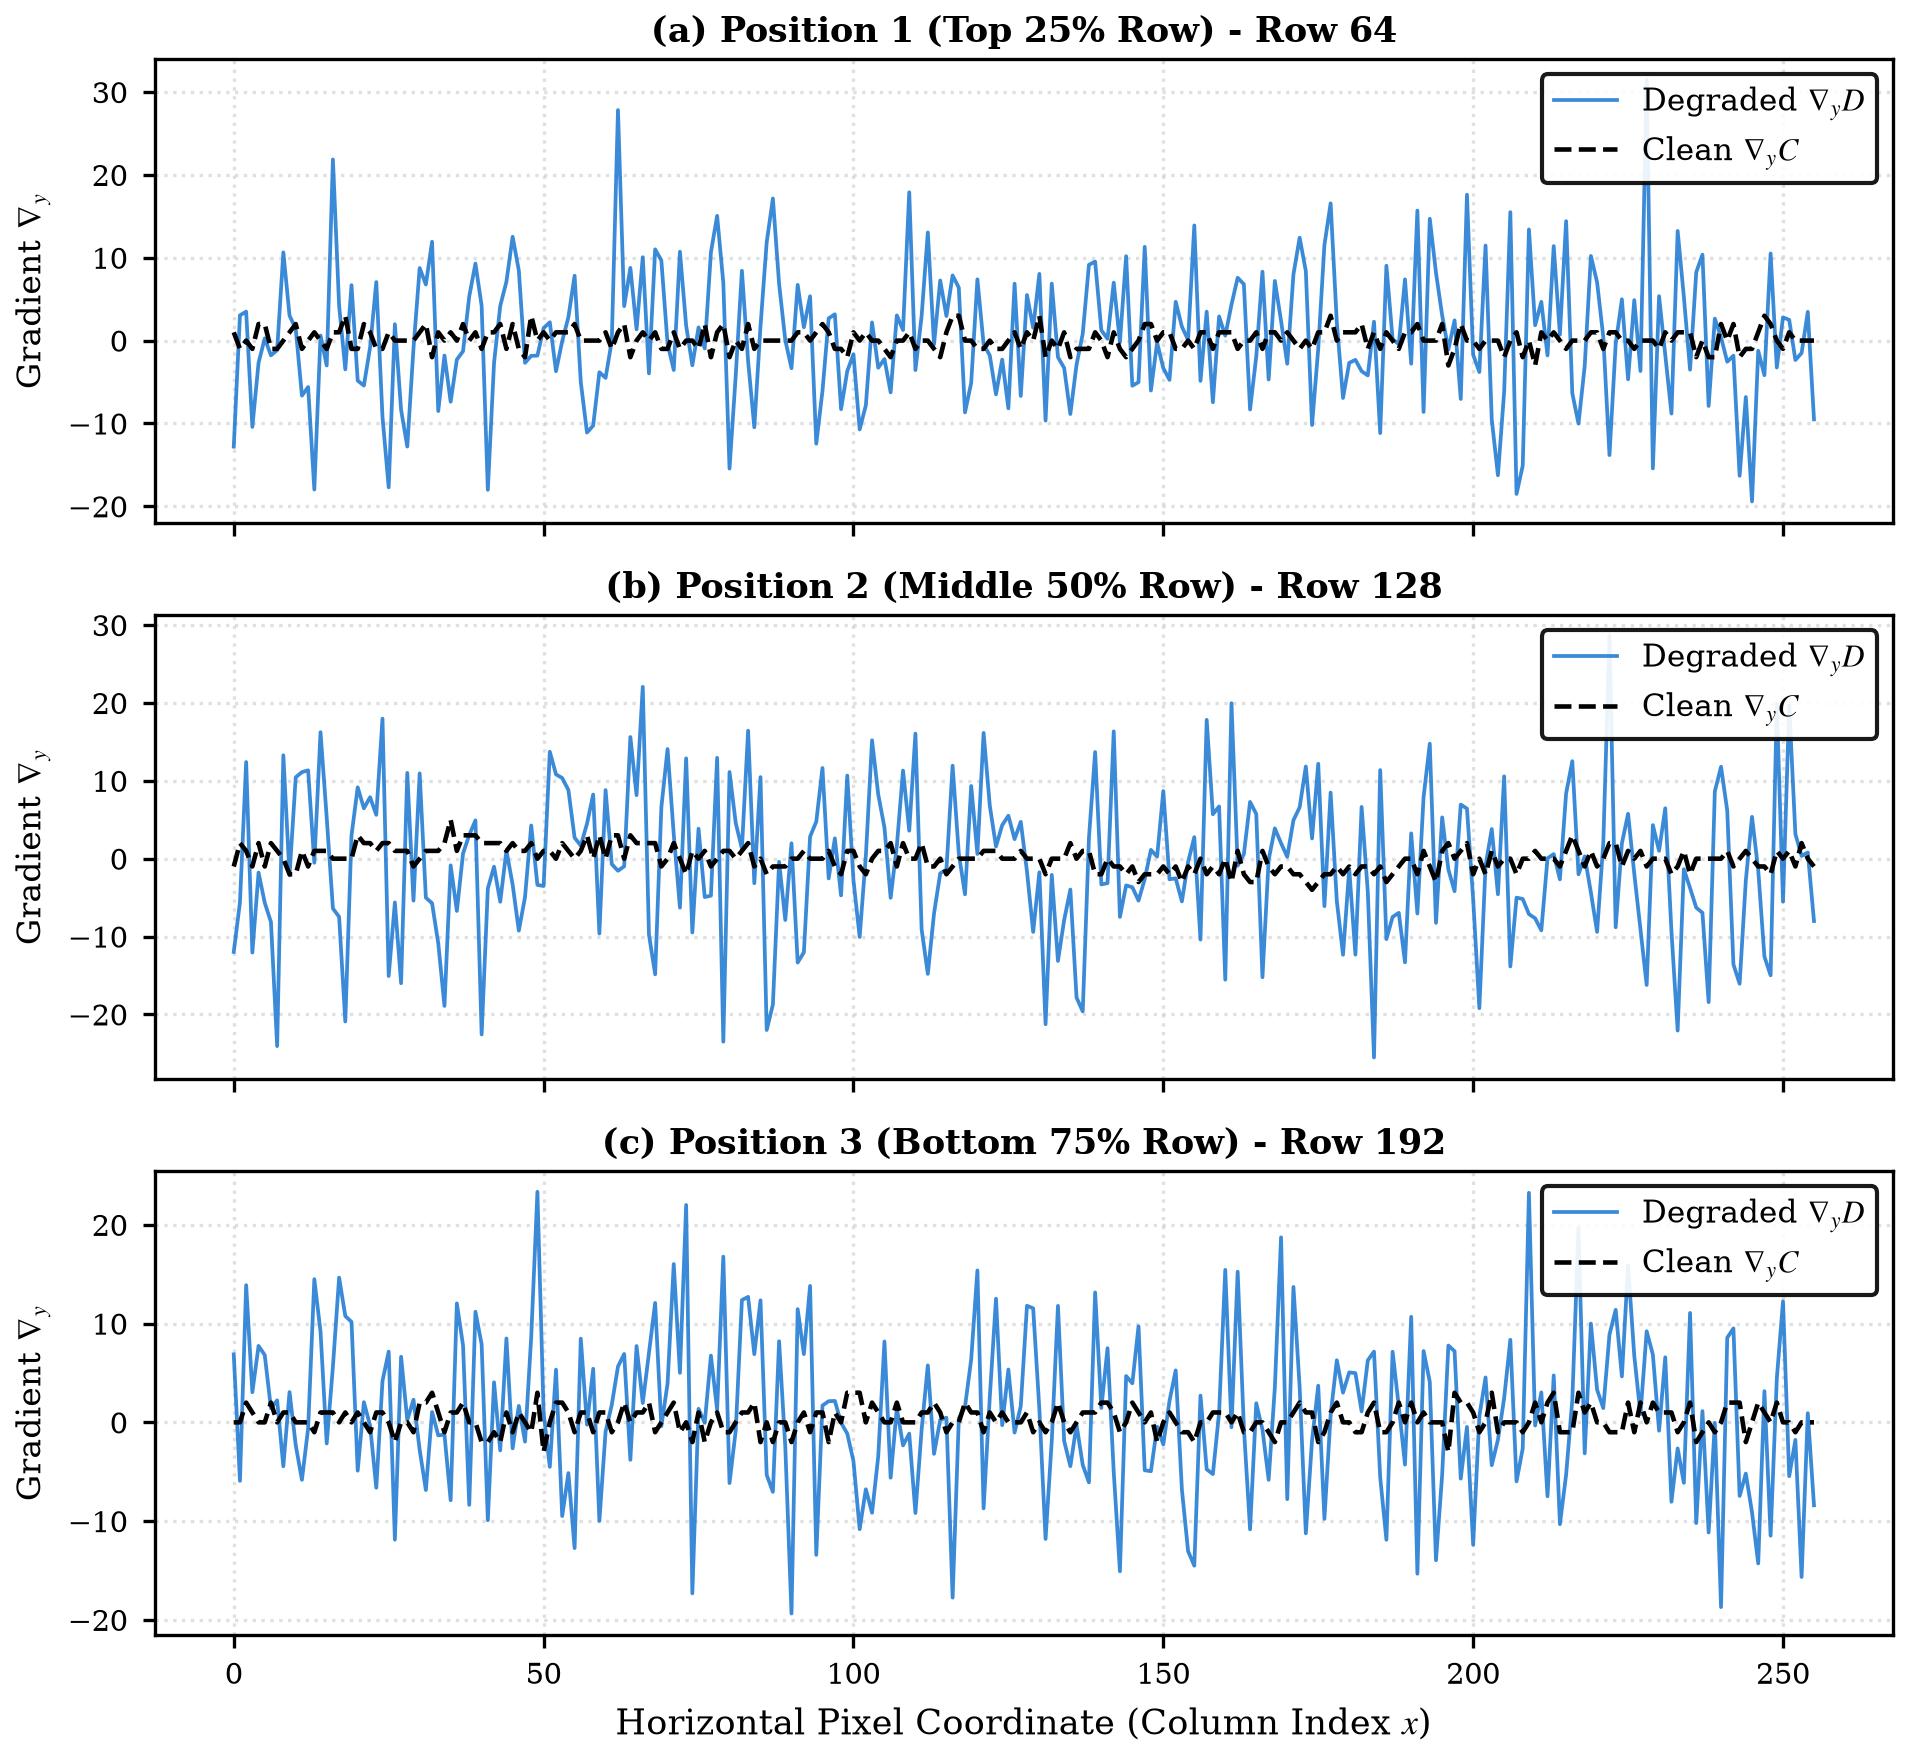 (a) Position 1 (Top 25% Row) - Row 64
30
20
10
0
−10
−20
Gradient ∇y
Degraded ∇yD
Clean ∇yC
(b) Position 2 (Middle 50% Row) - Row 128
30
20
10
0
−10
−20
Gradient ∇y
Degraded ∇yD
Clean ∇yC
(c) Position 3 (Bottom 75% Row) - Row 192
20
10
0
−10
−20
Gradient ∇y
Degraded ∇yD
Clean ∇yC
0 50 100 150 200 250
Horizontal Pixel Coordinate (Column Index x)